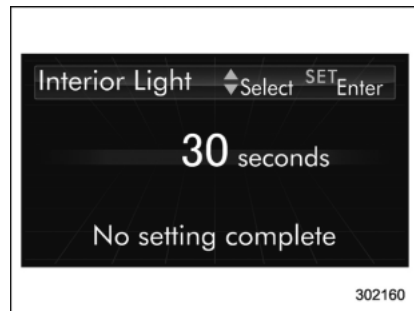 Interior Light Select SET Enter
30 seconds
No setting complete
302160